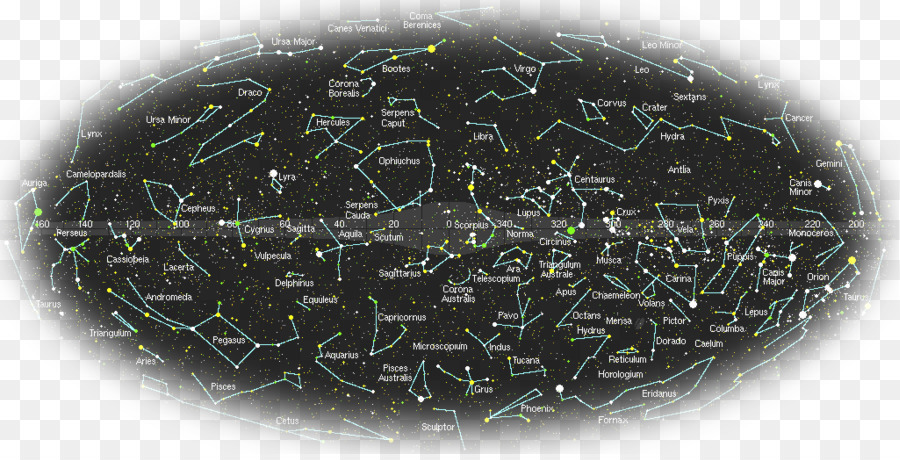 Coma
Berenices
Canes Venatici
Ursa Major
Leo Minor
Bootes
Virgo
Leo
Lynx
Draco
Corona
Borealis
Sextans
Corvus
Crater
Ursa Minor
Hercules
Serpens
Caput
Cancer
Lynx
Libra
Hydra
Ophiuchus
Gemini
Camelopardalis
Lyra
Antlia
Auriga
Centaurus
Canis
Minor
Cepheus
Serpens
Cauda
Lupus
Crux
Pyxis
160 140 120 80 60 40 20 0 340 320 300 280 260 240 220 200
Perseus
Cygnus
Sagitta
Aquila
Scutum
Scorpius
Norma
Circinus
Vela
Monoceros
Cassiopeia
Lacerta
Vulpecula
Sagittarius
Ara
Telescopium
Triangulum
Australe
Musca
Puppis
Canis
Major
Orion
Delphinus
Carina
Taurus
Andromeda
Equuleus
Corona
Australis
Apus
Chamaeleon
Volans
Lepus
Triangulum
Capricornus
Pavo
Octans
Mensa
Pictor
Columba
Hydrus
Pegasus
Microscopium
Indus
Dorado
Caelum
Aries
Aquarius
Tucana
Reticulum
Horologium
Pisces
Pisces
Australis
Grus
Eridanus
Phoenix
Cetus
Sculptor
Fornax